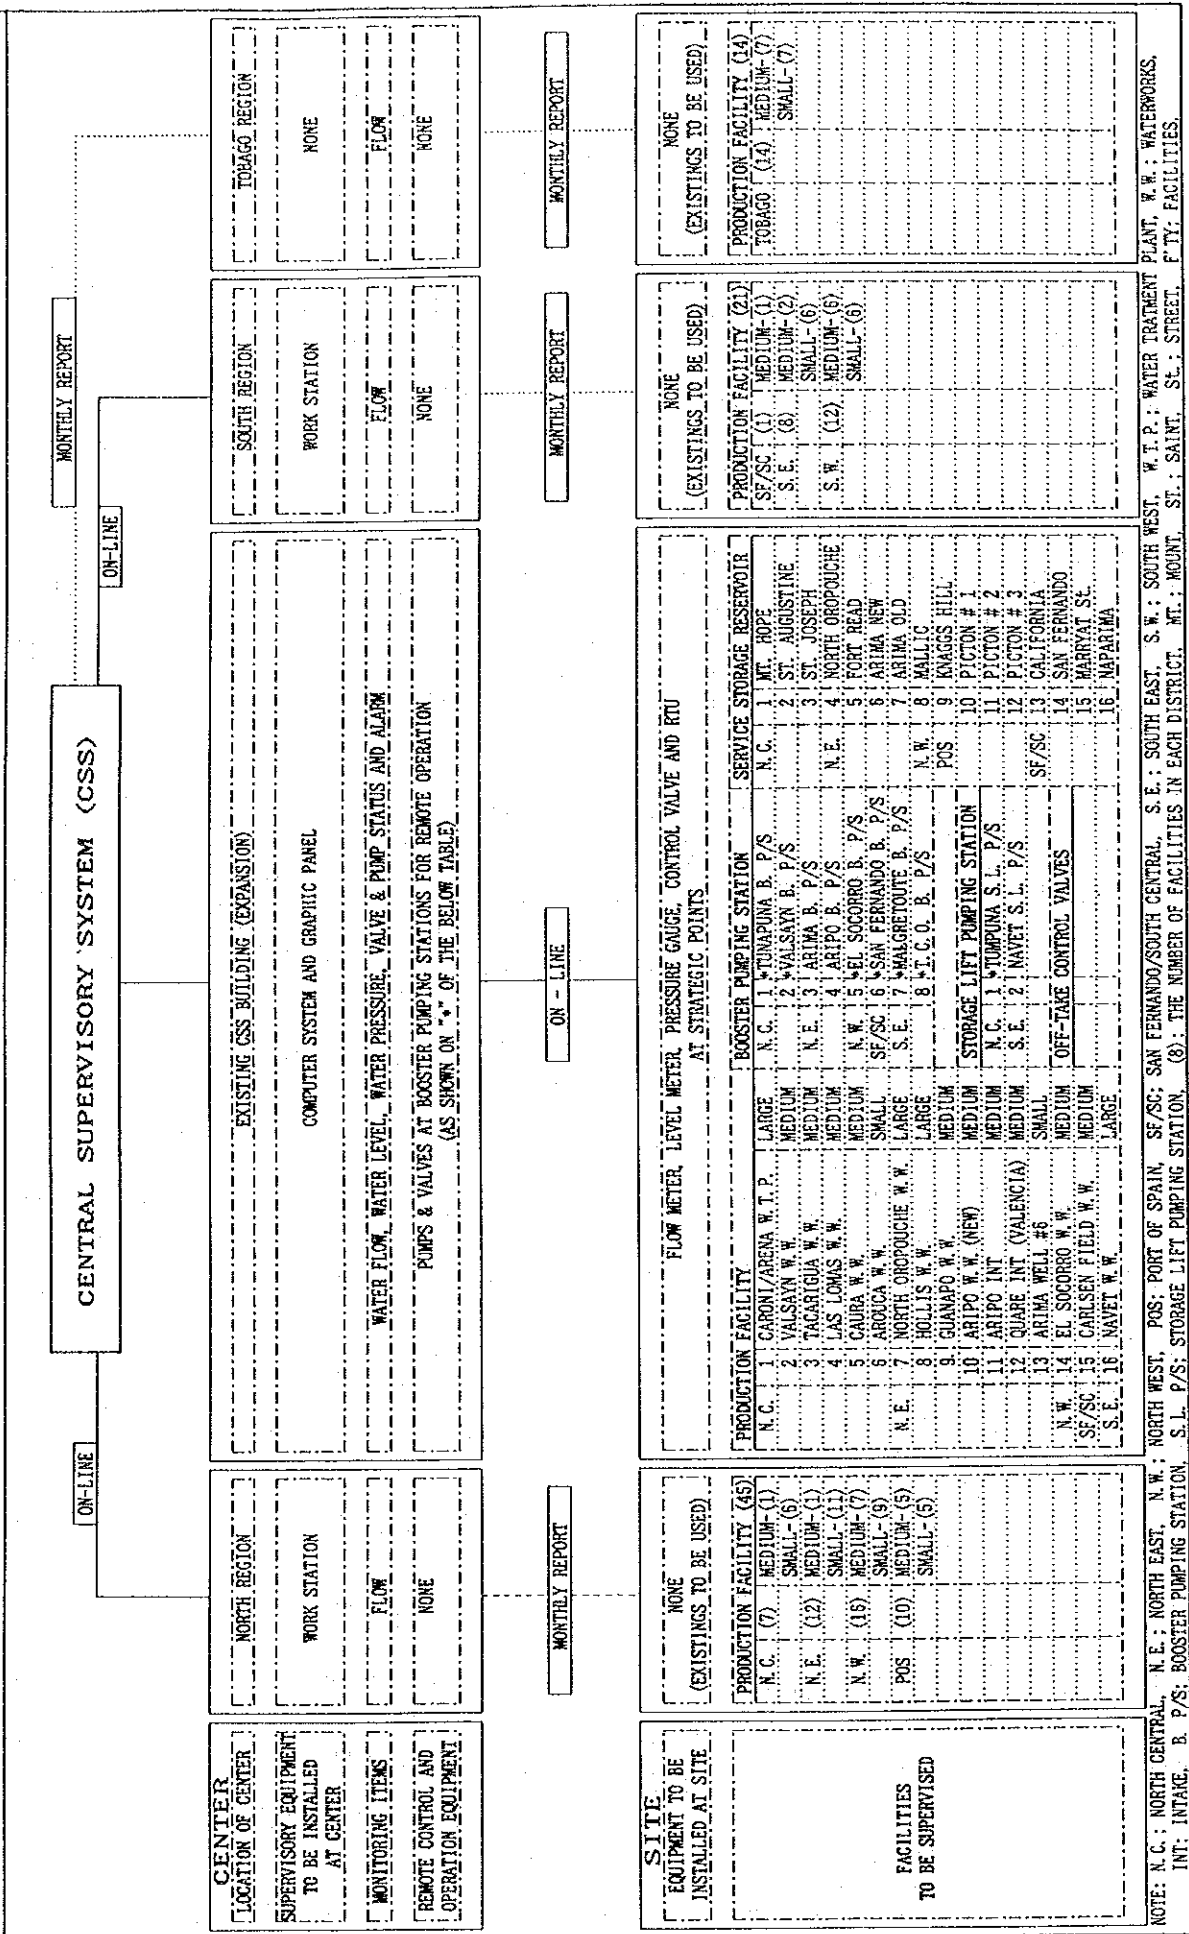 CENTRAL SUPERVISORY SYSTEM (CSS)
ON-LINE
ON-LINE
MONTHLY REPORT
CENTER
LOCATION OF CENTER
SUPERVISORY EQUIPMENT
TO BE INSTALLED
AT CENTER
MONITORING ITEMS
REMOTE CONTROL AND
OPERATION EQUIPMENT
NORTH REGION
WORK STATION
FLOW
NONE
EXISTING CSS BUILDING (EXPANSION)
COMPUTER SYSTEM AND GRAPHIC PANEL
WATER FLOW, WATER LEVEL, WATER PRESSURE, VALVE & PUMP STATUS AND ALARM
PUMPS & VALVES AT BOOSTER PUMPING STATIONS FOR REMOTE OPERATION
(AS SHOWN ON "*" OF THE BELOW TABLE)
SOUTH REGION
WORK STATION
FLOW
NONE
TOBAGO REGION
NONE
FLOW
NONE
MONTHLY REPORT
ON - LINE
MONTHLY REPORT
MONTHLY REPORT
SITE
EQUIPMENT TO BE
INSTALLED AT SITE
FACILITIES
TO BE SUPERVISED
NONE
(EXISTINGS TO BE USED)
PRODUCTION FACILITY (45)
N.C. (7) MEDIUM-(1)
SMALL-(6)
N.E. (12) MEDIUM-(1)
SMALL-(11)
N.W. (16) MEDIUM-(7)
SMALL-(9)
POS (10) MEDIUM-(5)
SMALL-(5)
FLOW METER, LEVEL METER, PRESSURE GAUGE, CONTROL VALVE AND RTU
AT STRATEGIC POINTS
PRODUCTION FACILITY
N.C. 1 CARONI/ARENA W.T.P. LARGE
2 VALSAYN W.W. MEDIUM
3 TACARIGUA W.W. MEDIUM
4 LAS LOMAS W.W. MEDIUM
5 CAURA W.W. MEDIUM
6 AROUCA W.W. SMALL
N.E. 7 NORTH OROPOUCHE W.W. LARGE
8 HOLLIS W.W. LARGE
9 GUANAPO W.W. MEDIUM
10 ARIPO W.W. (NEW) MEDIUM
11 ARIPO INT MEDIUM
12 QUARE INT (VALENCIA) MEDIUM
13 ARIMA WELL #6 SMALL
N.W. 14 EL SOCORRO W.W. MEDIUM
SF/SC 15 CARLSEN FIELD W.W. MEDIUM
S.E. 16 NAVET W.W. LARGE
BOOSTER PUMPING STATION
N.C. 1 *TUNAPUNA B. P/S
2 *VALSAYN B. P/S
N.E. 3 ARIMA B. P/S
4 ARIPO B. P/S
N.W. 5 *EL SOCORRO B. P/S
SF/SC 6 *SAN FERNANDO B. P/S
S.E. 7 *MALGRETOUTE B. P/S
8 *T.C.O. B. P/S
STORAGE LIFT PUMPING STATION
N.C. 1 *TUMPUNA S.L. P/S
S.E. 2 NAVET S.L. P/S
OFF-TAKE CONTROL VALVES
SERVICE STORAGE RESERVOIR
N.C. 1 MT. HOPE
2 ST. AUGUSTINE
3 ST. JOSEPH
N.E. 4 NORTH OROPOUCHE
5 FORT READ
6 ARIMA NEW
7 ARIMA OLD
N.W. 8 MALLIC
POS 9 KNAGGS HILL
10 PICTON # 1
11 PICTON # 2
12 PICTON # 3
SF/SC 13 CALIFORNIA
14 SAN FERNANDO
15 MARRYAT St.
16 NAPARIMA
NONE
(EXISTINGS TO BE USED)
PRODUCTION FACILITY (21)
SF/SC (1) MEDIUM-(1)
S.E. (8) MEDIUM-(2)
SMALL-(6)
S.W. (12) MEDIUM-(6)
SMALL-(6)
NONE
(EXISTINGS TO BE USED)
PRODUCTION FACILITY (14)
TOBAGO (14) MEDIUM-(7)
SMALL-(7)
NOTE: N.C.; NORTH CENTRAL, N.E.; NORTH EAST, N.W.; NORTH WEST, POS; PORT OF SPAIN, SF/SC; SAN FERNANDO/SOUTH CENTRAL, S.E.; SOUTH EAST, S.W.; SOUTH WEST, W.T.P.; WATER TRATMENT PLANT, W.W.; WATERWORKS,
INT; INTAKE, B. P/S; BOOSTER PUMPING STATION, S.L. P/S; STORAGE LIFT PUMPING STATION, (8); THE NUMBER OF FACILITIES IN EACH DISTRICT, MT.; MOUNT, ST.; SAINT, St.; STREET, F'TY; FACILITIES,